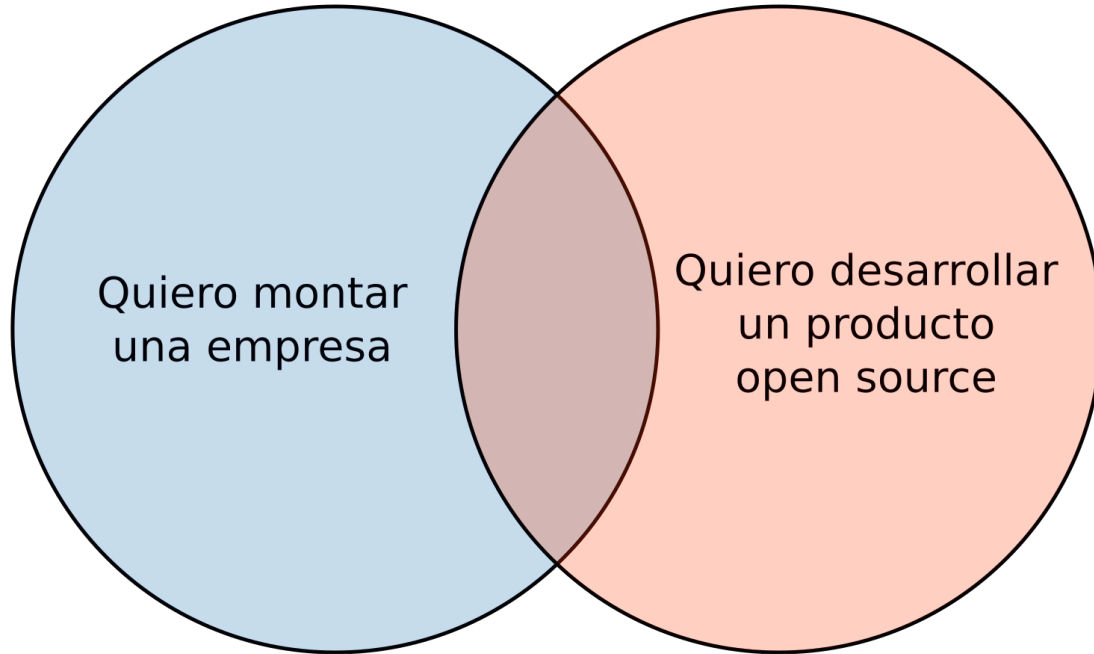 Quiero montar
una empresa
Quiero desarrollar
un producto
open source